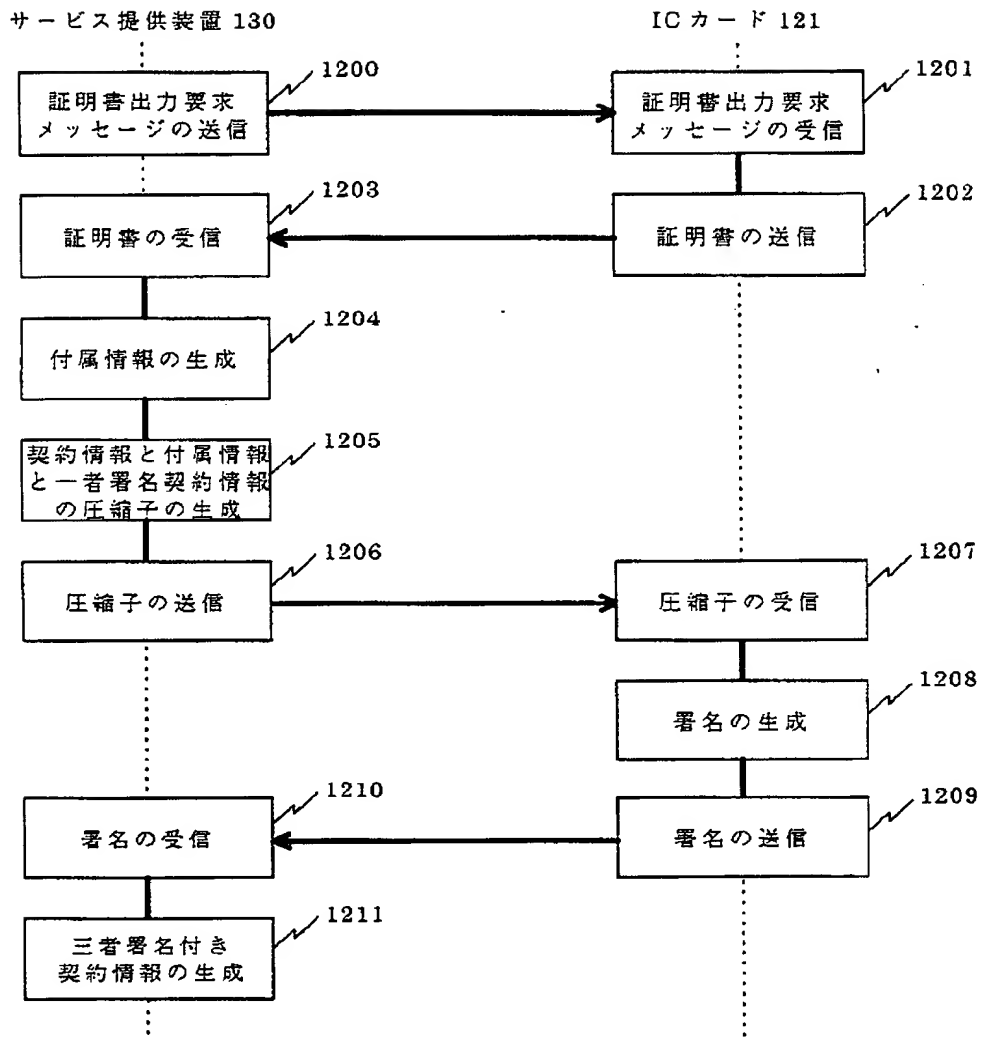 サービス提供装置 130
ICカード 121
1200
1201
証明書出力要求
メッセージの送信
証明書出力要求
メッセージの受信
1203
1202
証明書の受信
証明書の送信
1204
付属情報の生成
1205
契約情報と付属情報
と一者署名契約情報
の圧縮子の生成
1206
1207
圧縮子の送信
圧縮子の受信
1208
署名の生成
1210
1209
署名の受信
署名の送信
1211
三者署名付き
契約情報の生成